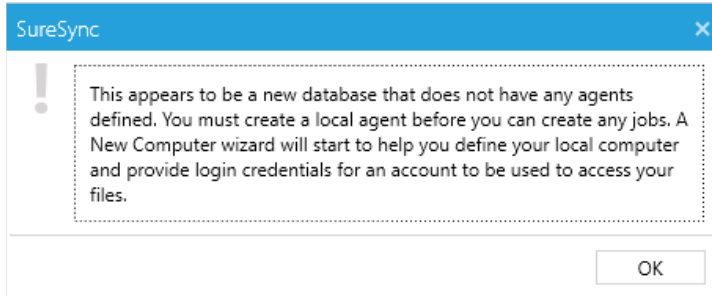 SureSync
This appears to be a new database that does not have any agents
defined. You must create a local agent before you can create any jobs. A
New Computer wizard will start to help you define your local computer
and provide login credentials for an account to be used to access your
files.
OK